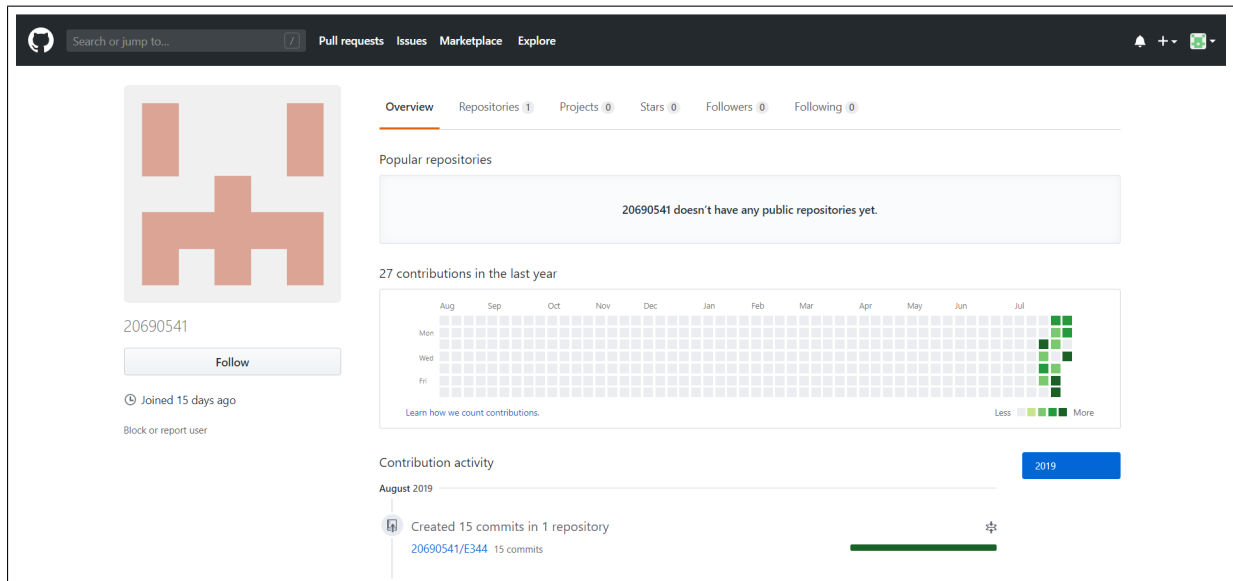 Search or jump to... / Pull requests Issues Marketplace Explore
Overview Repositories 1 Projects 0 Stars 0 Followers 0 Following 0
Popular repositories
20690541 doesn't have any public repositories yet.
27 contributions in the last year
Aug Sep Oct Nov Dec Jan Feb Mar Apr May Jun Jul
Mon
Wed
Fri
Learn how we count contributions. Less More
20690541
Follow
Joined 15 days ago
Block or report user
Contribution activity 2019
August 2019
Created 15 commits in 1 repository
20690541/E344 15 commits